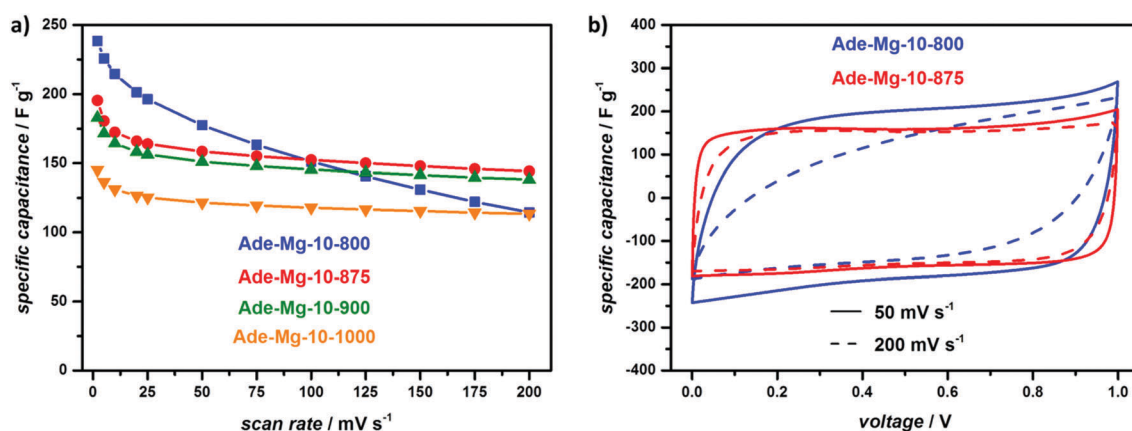 a)
specific capacitance / F g⁻¹
250
200
150
100
50
0
Ade-Mg-10-800
Ade-Mg-10-875
Ade-Mg-10-900
Ade-Mg-10-1000
0 25 50 75 100 125 150 175 200
scan rate / mV s⁻¹
b)
specific capacitance / F g⁻¹
400
300
200
100
0
-100
-200
-300
-400
Ade-Mg-10-800
Ade-Mg-10-875
50 mV s⁻¹
200 mV s⁻¹
0.0 0.2 0.4 0.6 0.8 1.0
voltage / V